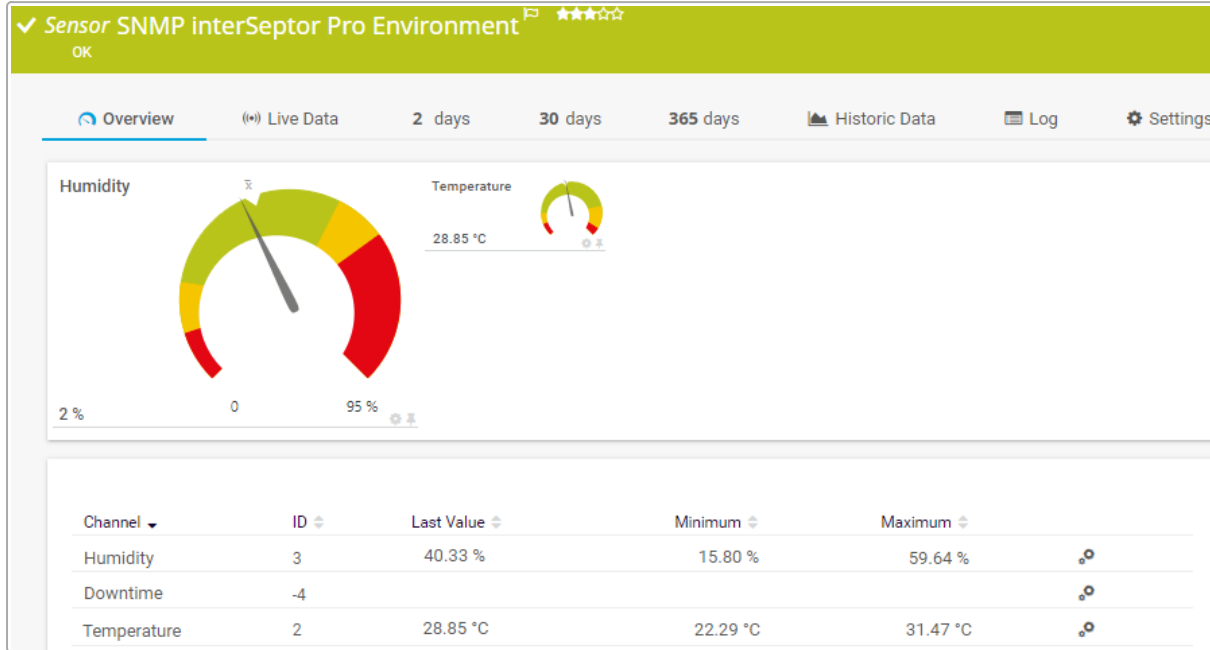 Sensor SNMP interSeptor Pro Environment
OK
Overview Live Data 2 days 30 days 365 days Historic Data Log Settings
Humidity
x̅
Temperature
28.85 °C
2 %
0
95 %
Channel ID Last Value Minimum Maximum
Humidity 3 40.33 % 15.80 % 59.64 %
Downtime -4
Temperature 2 28.85 °C 22.29 °C 31.47 °C